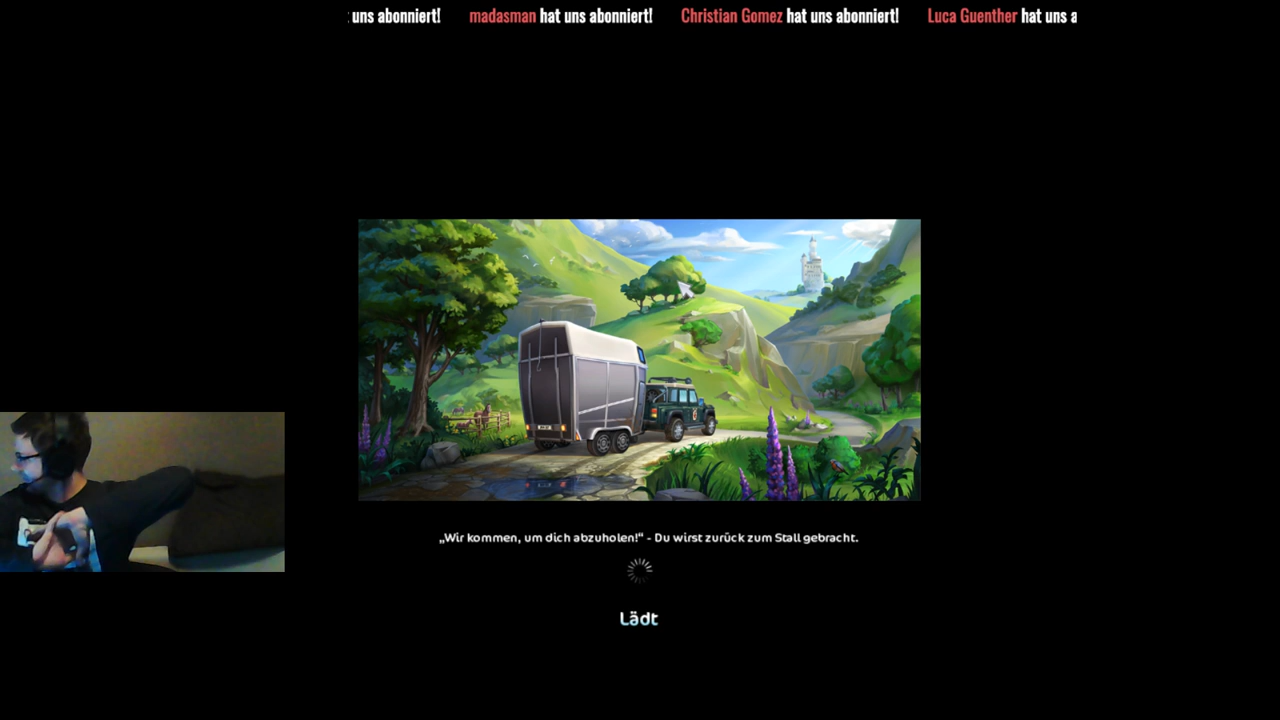 uns abonniert! madasman hat uns abonniert! Christian Gomez hat uns abonniert! Luca Guenther hat uns a
„Wir kommen, um dich abzuholen!“ - Du wirst zurück zum Stall gebracht.
Lädt